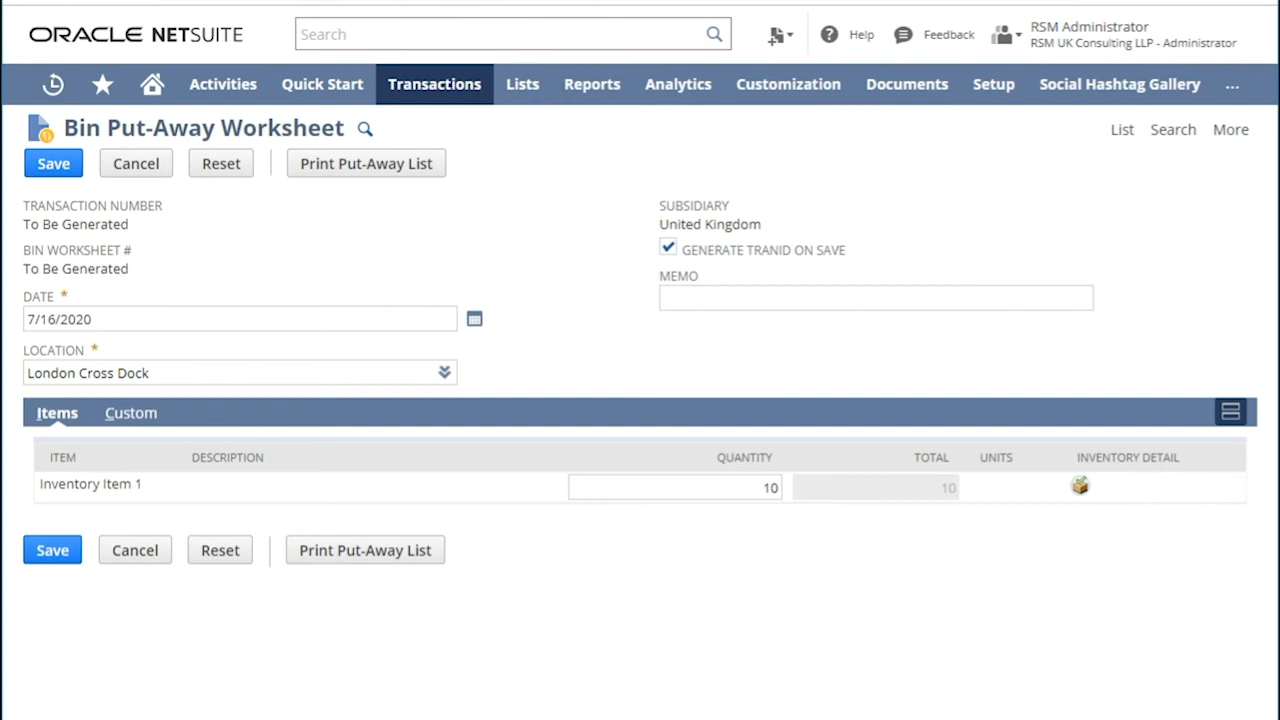 ORACLE NETSUITE
Search
Help
Feedback
RSM Administrator
RSM UK Consulting LLP - Administrator
Activities
Quick Start
Transactions
Lists
Reports
Analytics
Customization
Documents
Setup
Social Hashtag Gallery
...
Bin Put-Away Worksheet
List
Search
More
Save
Cancel
Reset
Print Put-Away List
TRANSACTION NUMBER
To Be Generated
BIN WORKSHEET #
To Be Generated
DATE *
7/16/2020
LOCATION *
London Cross Dock
SUBSIDIARY
United Kingdom
GENERATE TRANID ON SAVE
MEMO
Items
Custom
ITEM DESCRIPTION QUANTITY TOTAL UNITS INVENTORY DETAIL
Inventory Item 1 10 10
Save
Cancel
Reset
Print Put-Away List